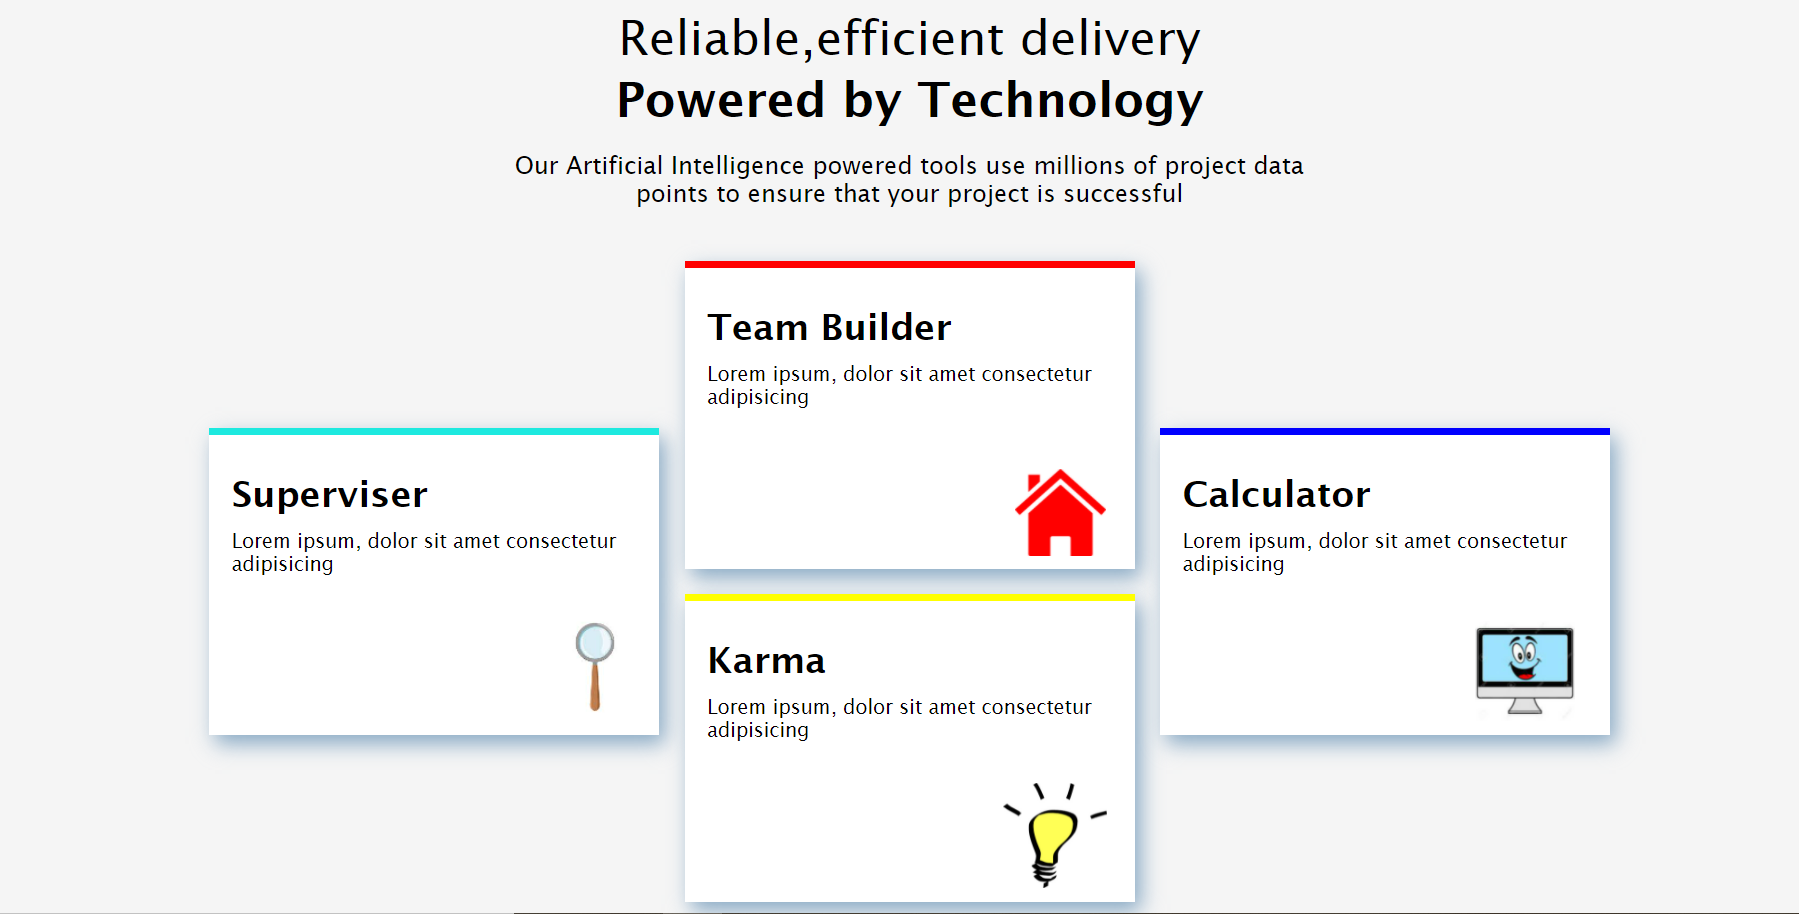 Reliable,efficient delivery
Powered by Technology
Our Artificial Intelligence powered tools use millions of project data
points to ensure that your project is successful
Team Builder
Lorem ipsum, dolor sit amet consectetur
adipisicing
Superviser
Lorem ipsum, dolor sit amet consectetur
adipisicing
Calculator
Lorem ipsum, dolor sit amet consectetur
adipisicing
Karma
Lorem ipsum, dolor sit amet consectetur
adipisicing